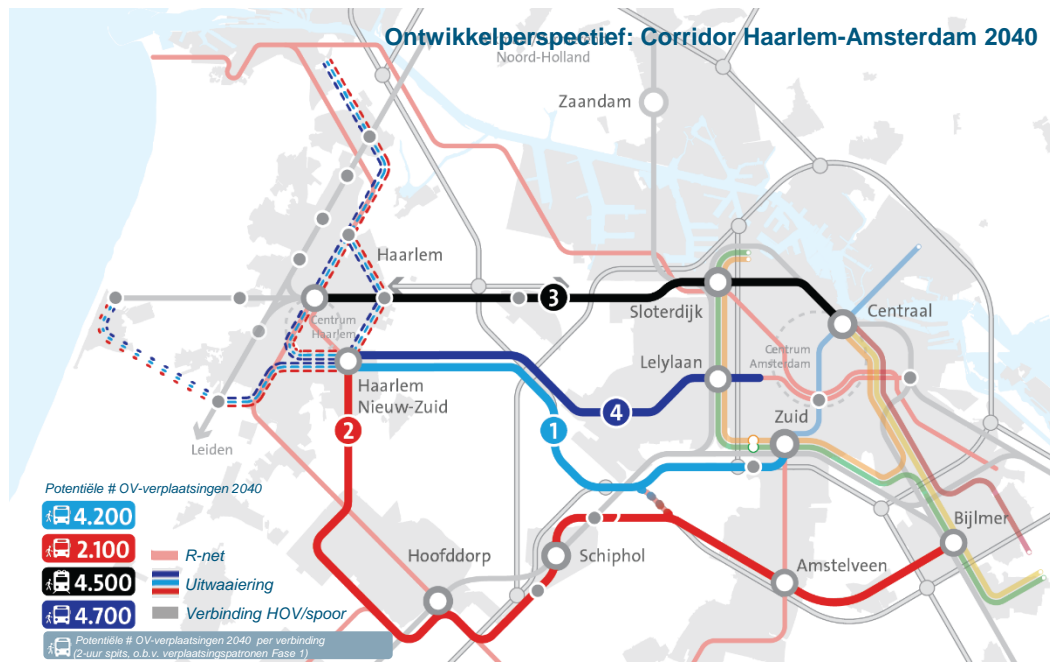 Ontwikkelperspectief: Corridor Haarlem-Amsterdam 2040
Noord-Holland
Zaandam
Haarlem
3
Sloterdijk
Centraal
Centrum
Haarlem
Centrum
Amsterdam
Lelylaan
Haarlem
Nieuw-Zuid
4
Zuid
2
1
Leiden
Potentiële # OV-verplaatsingen 2040
4.200
2.100
4.500
4.700
R-net
Uitwaaiering
Verbinding HOV/spoor
Hoofddorp
Schiphol
Amstelveen
Bijlmer
Potentiële # OV-verplaatsingen 2040 per verbinding
(2-uur spits, o.b.v. verplaatsingspatronen Fase 1)